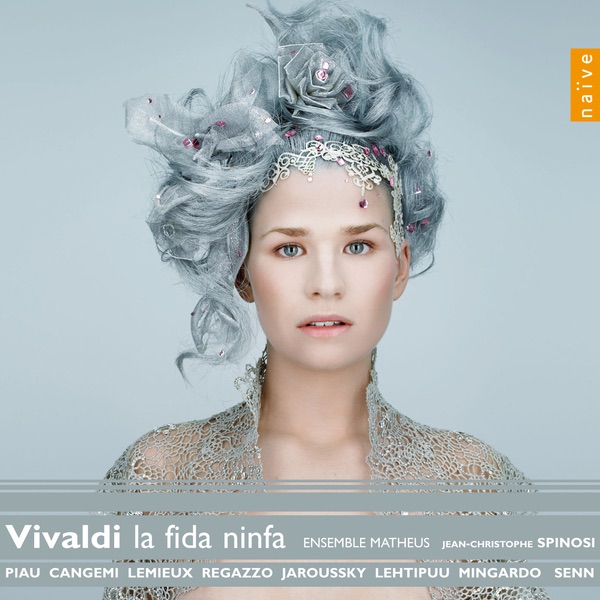 naïve
Vivaldi la fida ninfa ENSEMBLE MATHEUS JEAN-CHRISTOPHE SPINOSI
PIAU CANGEMI LEMIEUX REGAZZO JAROUSSKY LEHTIPUU MINGARDO SENN